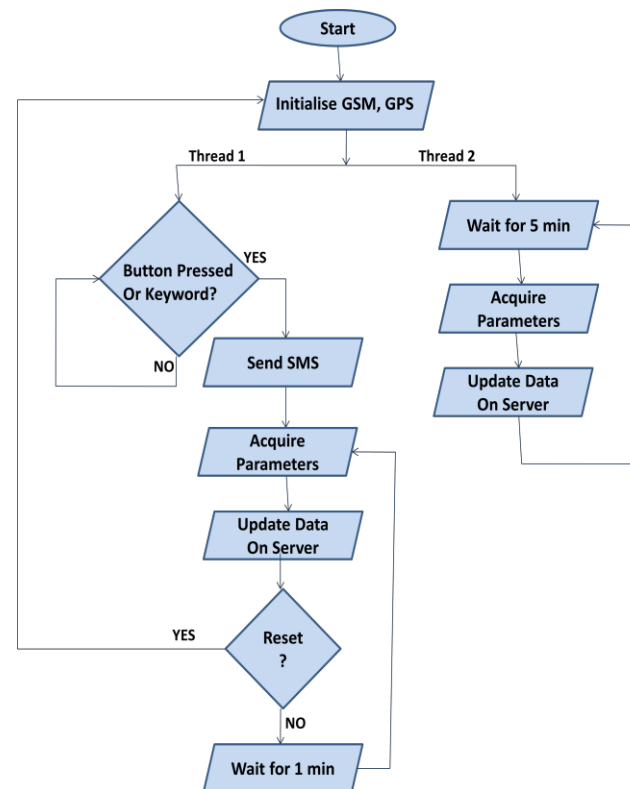 Start
Initialise GSM, GPS
Thread 1
Thread 2
Button Pressed
Or Keyword?
YES
NO
Send SMS
Acquire
Parameters
Update Data
On Server
Reset
?
YES
NO
Wait for 1 min
Wait for 5 min
Acquire
Parameters
Update Data
On Server